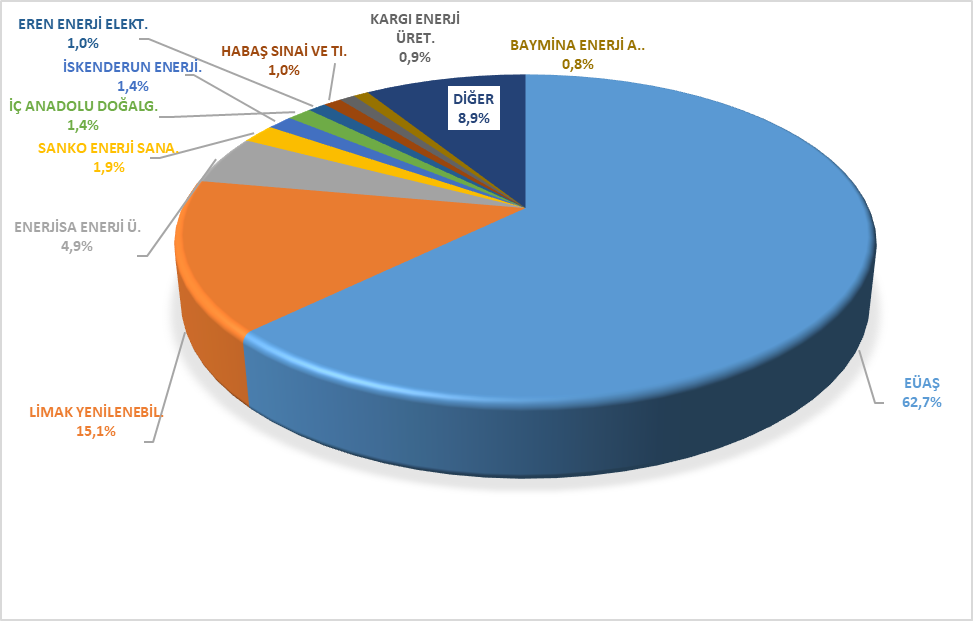 EREN ENERJİ ELEKT.
1,0%
HABAŞ SINAİ VE TI.
1,0%
KARGI ENERJİ
ÜRET.
0,9%
BAYMİNA ENERJİ A..
0,8%
İSKENDERUN ENERJİ.
1,4%
DİĞER
8,9%
İÇ ANADOLU DOĞALG.
1,4%
SANKO ENERJİ SANA.
1,9%
ENERJİSA ENERJİ Ü.
4,9%
LİMAK YENİLENEBİL.
15,1%
EÜAŞ
62,7%